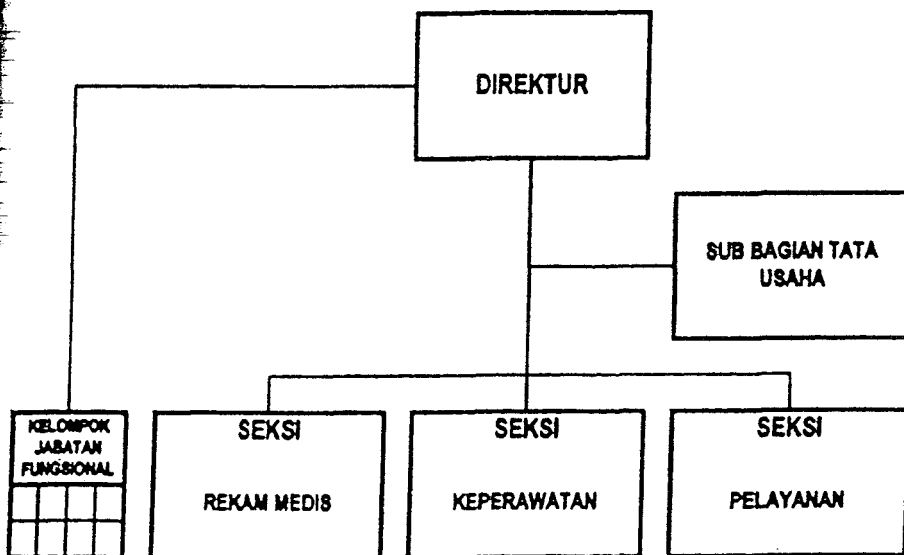 DIREKTUR
SUB BAGIAN TATA
USAHA
KELOMPOK
JABATAN
FUNGSIONAL
SEKSI
REKAM MEDIS
SEKSI
KEPERAWATAN
SEKSI
PELAYANAN